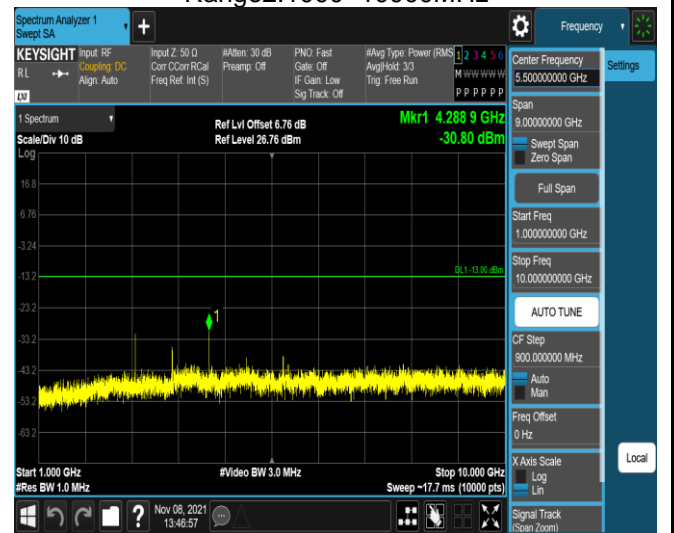 Range2:1000~10000MHz
Spectrum Analyzer 1
Swept SA
+
Frequency
KEYSIGHT
RL
LXI
Input: RF
Coupling: DC
Align: Auto
Input Z: 50 Ω
Corr CCorr RCal
Freq Ref: Int (S)
#Atten: 30 dB
Preamp: Off
PNO: Fast
Gate: Off
IF Gain: Low
Sig Track: Off
#Avg Type: Power (RMS
Avg|Hold: 3/3
Trig: Free Run
1 2 3 4 5 6
M W W W W W
P P P P P P
1 Spectrum
Scale/Div 10 dB
Log
Ref Lvl Offset 6.76 dB
Ref Level 26.76 dBm
Mkr1 4.288 9 GHz
-30.80 dBm
16.8
6.76
-3.24
-13.2
DL1 -13.00 dBm
-23.2
1
-33.2
-43.2
-53.2
-63.2
Start 1.000 GHz
#Res BW 1.0 MHz
#Video BW 3.0 MHz
Stop 10.000 GHz
Sweep ~17.7 ms (10000 pts)
Center Frequency
5.500000000 GHz
Settings
Span
9.00000000 GHz
Swept Span
Zero Span
Full Span
Start Freq
1.000000000 GHz
Stop Freq
10.000000000 GHz
AUTO TUNE
CF Step
900.000000 MHz
Auto
Man
Freq Offset
0 Hz
X Axis Scale
Log
Lin
Local
Signal Track
(Span Zoom)
?
Nov 08, 2021
13:46:57